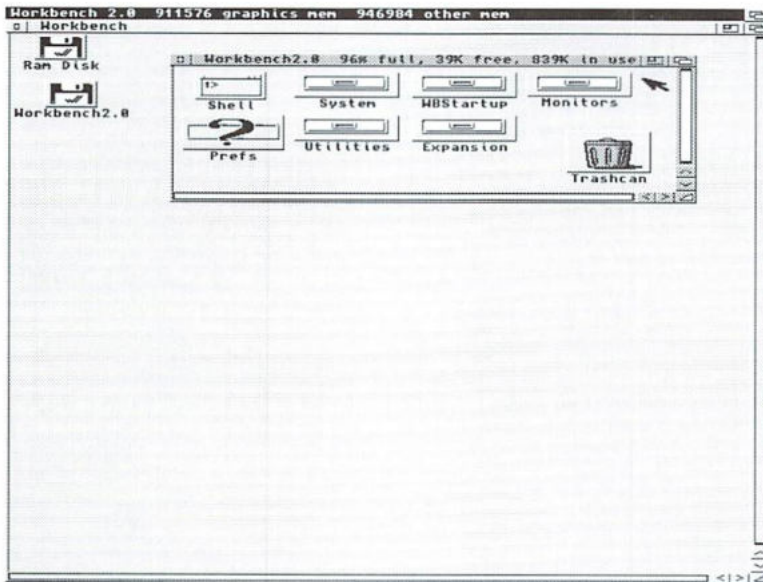 Workbench 2.0 911576 graphics mem 946984 other mem
Workbench
Ram Disk
Workbench2.0
Workbench2.0 96% full, 39K free, 839K in use
1>
Shell
System
WBStartup
Monitors
Prefs
Utilities
Expansion
Trashcan